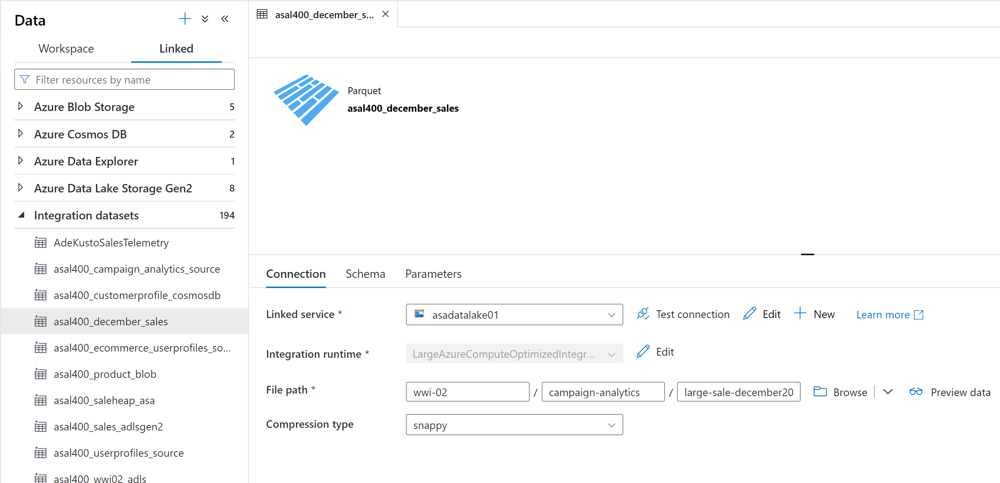 Data
Workspace
Linked
Filter resources by name
Azure Blob Storage 5
Azure Cosmos DB 2
Azure Data Explorer 1
Azure Data Lake Storage Gen2 8
Integration datasets 194
AdeKustoSalesTelemetry
asal400_campaign_analytics_source
asal400_customerprofile_cosmosdb
asal400_december_sales
asal400_ecommerce_userprofiles_so...
asal400_product_blob
asal400_saleheap_asa
asal400_sales_adlsgen2
asal400_userprofiles_source
asal400_wwi02_adls
asal400_december_s...
Parquet
asal400_december_sales
Connection Schema Parameters
Linked service * asadatalake01 Test connection Edit New Learn more
Integration runtime * LargeAzureComputeOptimizedIntegr... Edit
File path * wwi-02 / campaign-analytics / large-sale-december20 Browse Preview data
Compression type snappy